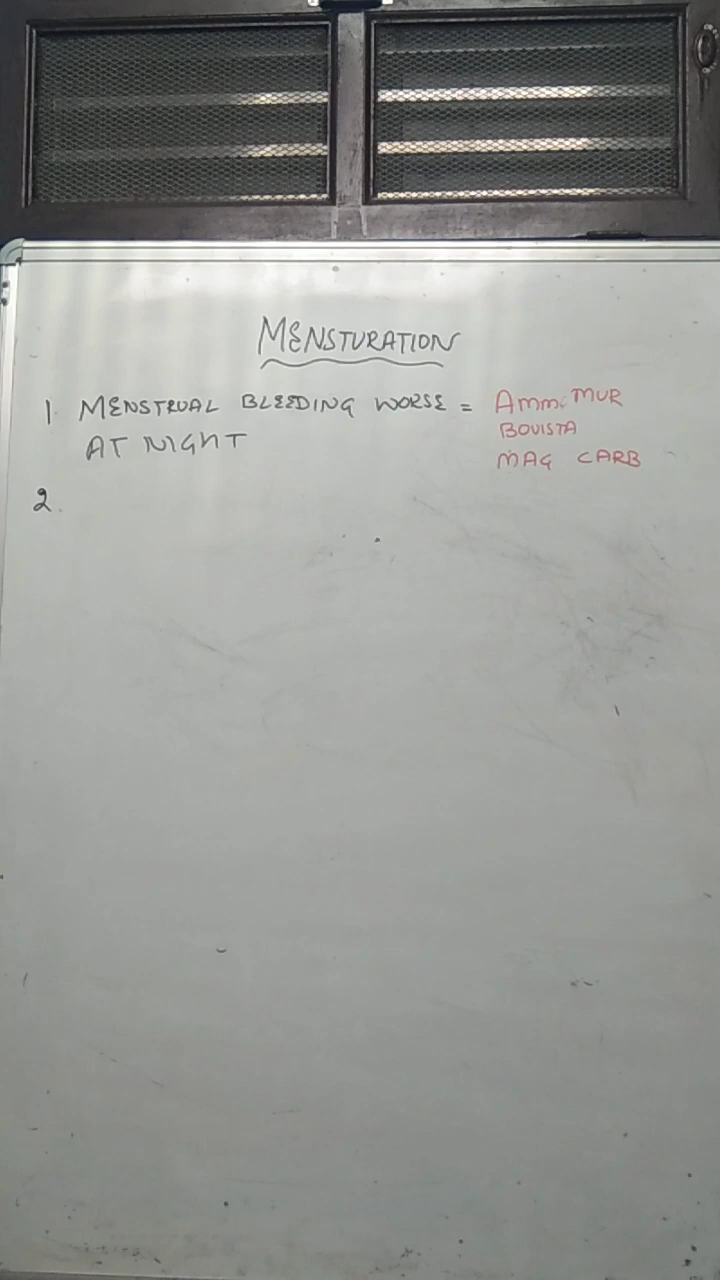 MENSTURATION
1. MENSTRUAL BLEEDING WORSE = Amm. MUR
AT NIGHT BOVISTA
MAG CARB
2.